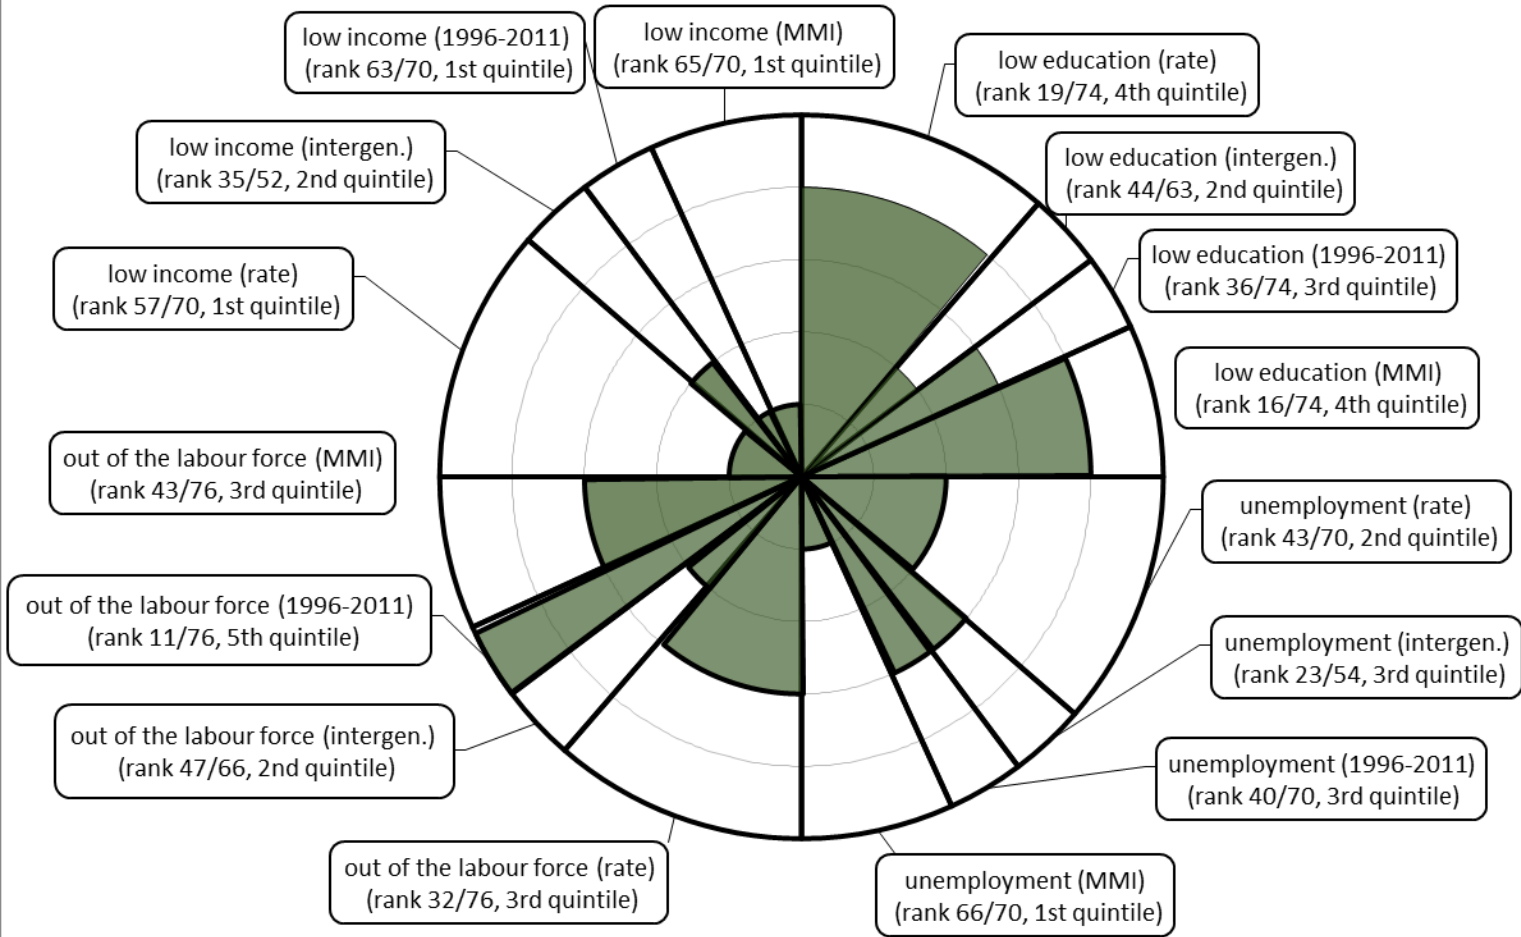 low income (1996-2011)
(rank 63/70, 1st quintile)
low income (MMI)
(rank 65/70, 1st quintile)
low education (rate)
(rank 19/74, 4th quintile)
low income (intergen.)
(rank 35/52, 2nd quintile)
low education (intergen.)
(rank 44/63, 2nd quintile)
low education (1996-2011)
(rank 36/74, 3rd quintile)
low income (rate)
(rank 57/70, 1st quintile)
low education (MMI)
(rank 16/74, 4th quintile)
out of the labour force (MMI)
(rank 43/76, 3rd quintile)
unemployment (rate)
(rank 43/70, 2nd quintile)
out of the labour force (1996-2011)
(rank 11/76, 5th quintile)
unemployment (intergen.)
(rank 23/54, 3rd quintile)
out of the labour force (intergen.)
(rank 47/66, 2nd quintile)
unemployment (1996-2011)
(rank 40/70, 3rd quintile)
out of the labour force (rate)
(rank 32/76, 3rd quintile)
unemployment (MMI)
(rank 66/70, 1st quintile)